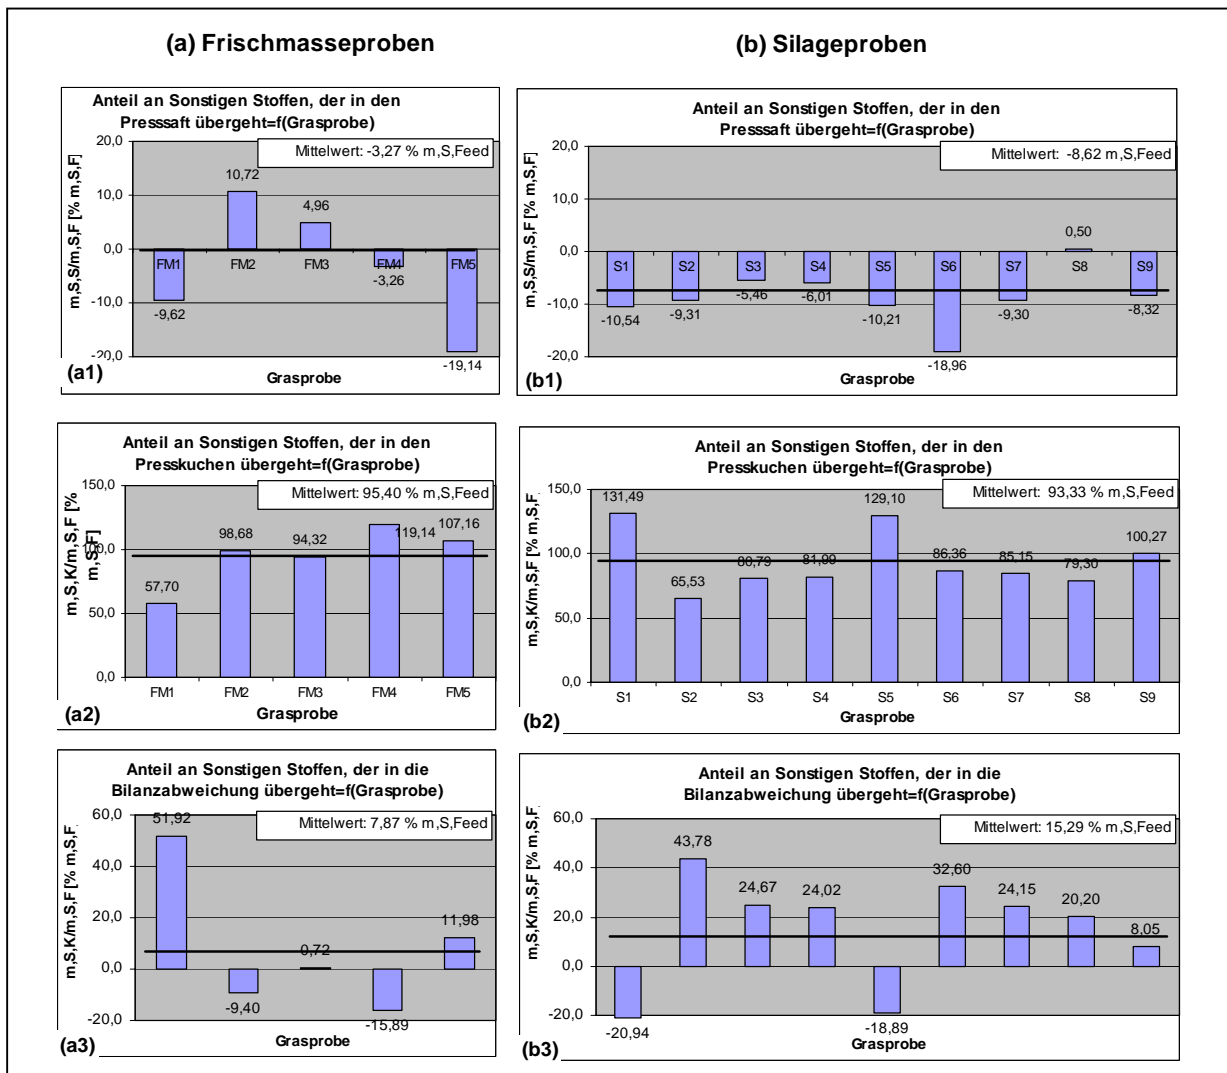 (a) Frischmasseproben
(b) Silageproben
Anteil an Sonstigen Stoffen, der in den
Presssaft übergeht=f(Grasprobe)
Mittelwert: -3,27 % m,S,Feed
m,S,S/m,S,F [% m,S,F]
20,0
10,0
0,0
-10,0
-20,0
10,72
4,96
FM1
FM2
FM3
FM4
FM5
-3,26
-9,62
-19,14
Grasprobe
(a1)
Anteil an Sonstigen Stoffen, der in den
Presssaft übergeht=f(Grasprobe)
Mittelwert: -8,62 m,S,Feed
m,S,S/m,S,F [% m,S,F]
20,0
10,0
0,0
-10,0
-20,0
0,50
S1
S2
S3
S4
S5
S6
S7
S8
S9
-10,54
-9,31
-5,46
-6,01
-10,21
-18,96
-9,30
-8,32
Grasprobe
(b1)
Anteil an Sonstigen Stoffen, der in den
Presskuchen übergeht=f(Grasprobe)
Mittelwert: 95,40 % m,S,Feed
m,S,K/m,S,F [%
m,S,F]
150,0
100,0
50,0
0,0
57,70
98,68
94,32
119,14
107,16
FM1
FM2
FM3
FM4
FM5
Grasprobe
(a2)
Anteil an Sonstigen Stoffen, der in den
Presskuchen übergeht=f(Grasprobe)
Mittelwert: 93,33 % m,S,Feed
m,S,K/m,S,F [% m,S,F
150,0
100,0
50,0
0,0
131,49
65,53
80,79
81,99
129,10
86,36
85,15
79,30
100,27
S1
S2
S3
S4
S5
S6
S7
S8
S9
Grasprobe
(b2)
Anteil an Sonstigen Stoffen, der in die
Bilanzabweichung übergeht=f(Grasprobe)
Mittelwert: 7,87 % m,S,Feed
m,S,K/m,S,F [% m,S,F
60,0
40,0
20,0
0,0
-20,0
51,92
-9,40
0,72
-15,89
11,98
Grasprobe
(a3)
Anteil an Sonstigen Stoffen, der in die
Bilanzabweichung übergeht=f(Grasprobe)
Mittelwert: 15,29 % m,S,Feed
m,S,K/m,S,F [% m,S,F
60,0
40,0
20,0
0,0
-20,0
-20,94
43,78
24,67
24,02
-18,89
32,60
24,15
20,20
8,05
Grasprobe
(b3)